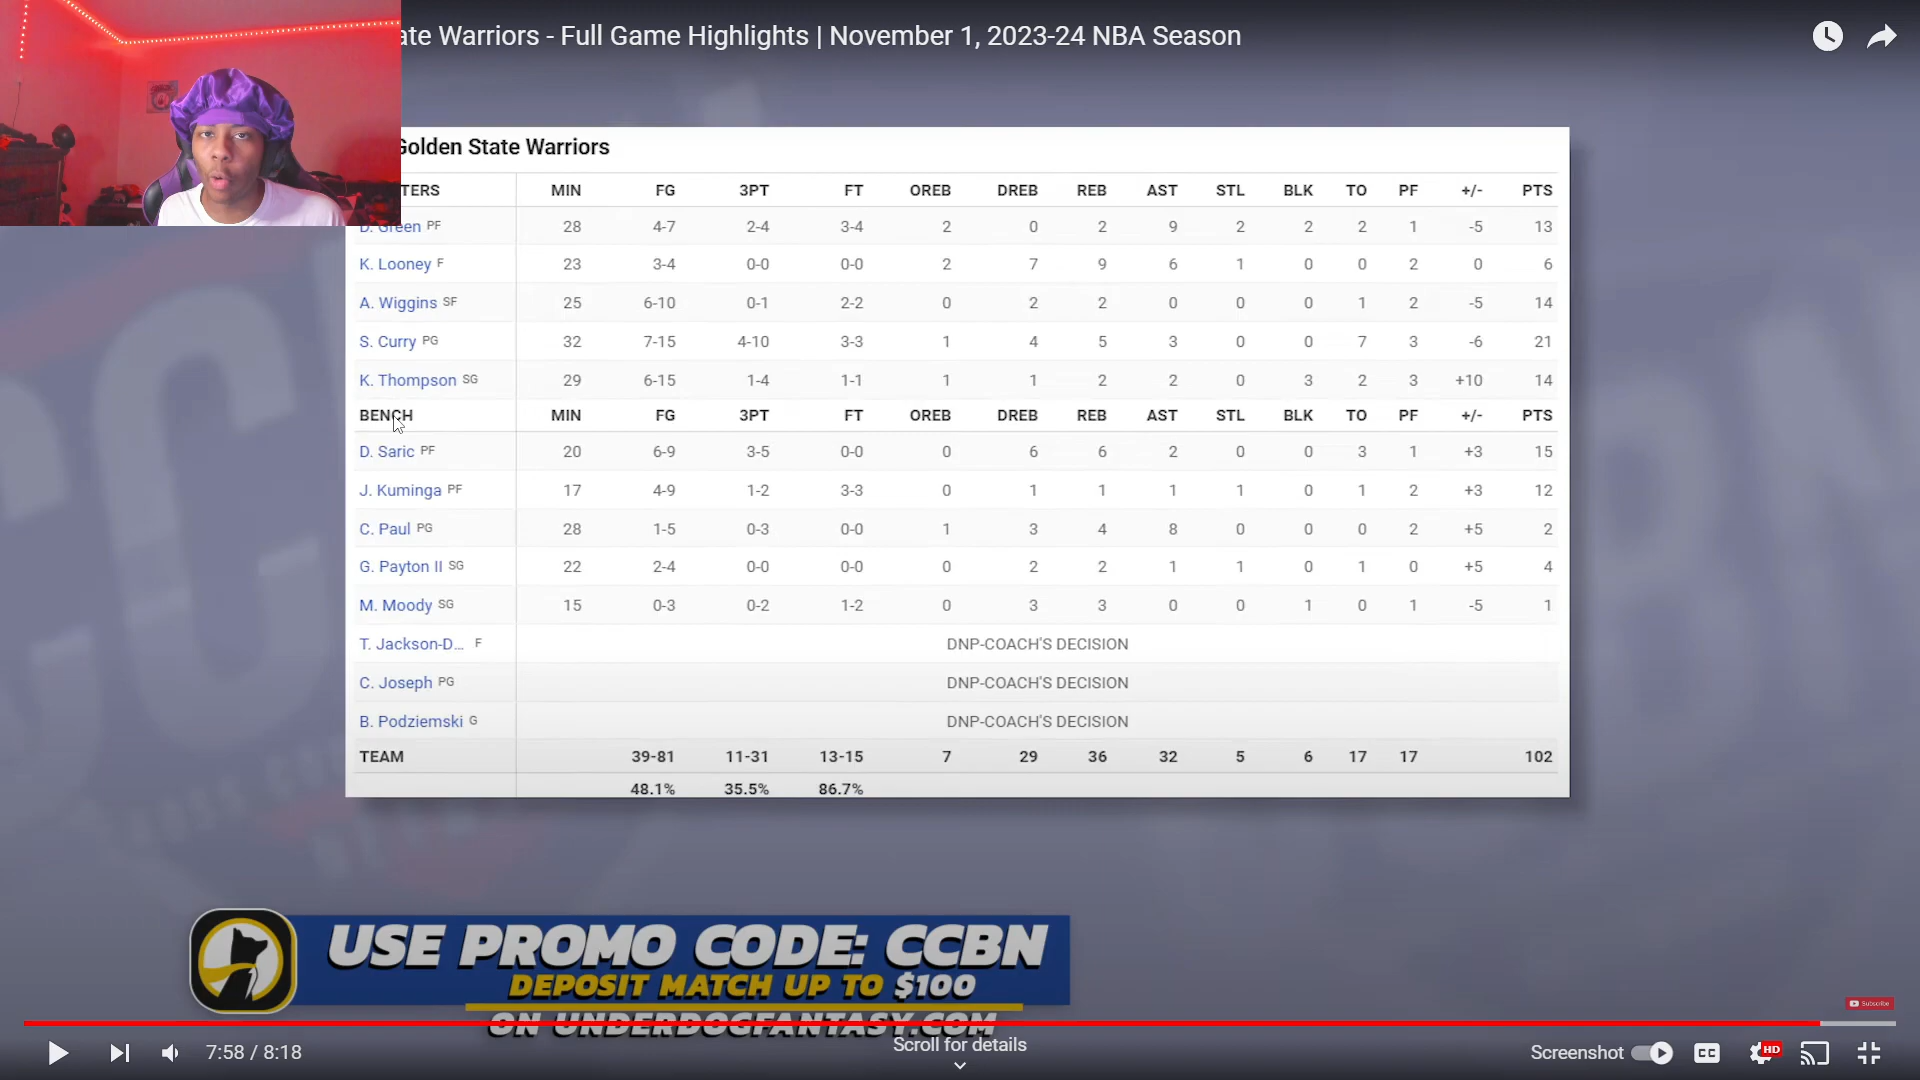 ate Warriors - Full Game Highlights | November 1, 2023-24 NBA Season
Golden State Warriors
TERS MIN FG 3PT FT OREB DREB REB AST STL BLK TO PF +/- PTS
D. Green PF 28 4-7 2-4 3-4 2 0 2 9 2 2 2 1 -5 13
K. Looney F 23 3-4 0-0 0-0 2 7 9 6 1 0 0 2 0 6
A. Wiggins SF 25 6-10 0-1 2-2 0 2 2 0 0 0 1 2 -5 14
S. Curry PG 32 7-15 4-10 3-3 1 4 5 3 0 0 7 3 -6 21
K. Thompson SG 29 6-15 1-4 1-1 1 1 2 2 0 3 2 3 +10 14
BENCH MIN FG 3PT FT OREB DREB REB AST STL BLK TO PF +/- PTS
D. Saric PF 20 6-9 3-5 0-0 0 6 6 2 0 0 3 1 +3 15
J. Kuminga PF 17 4-9 1-2 3-3 0 1 1 1 1 0 1 2 +3 12
C. Paul PG 28 1-5 0-3 0-0 1 3 4 8 0 0 0 2 +5 2
G. Payton II SG 22 2-4 0-0 0-0 0 2 2 1 1 0 1 0 +5 4
M. Moody SG 15 0-3 0-2 1-2 0 3 3 0 0 1 0 1 -5 1
T. Jackson-D... F DNP-COACH'S DECISION
C. Joseph PG DNP-COACH'S DECISION
B. Podziemski G DNP-COACH'S DECISION
TEAM 39-81 11-31 13-15 7 29 36 32 5 6 17 17 102
48.1% 35.5% 86.7%
USE PROMO CODE: CCBN
DEPOSIT MATCH UP TO $100
ON UNDERDOGFANTASY.COM
Subscribe
Scroll for details
7:58 / 8:18
Screenshot
CC
HD